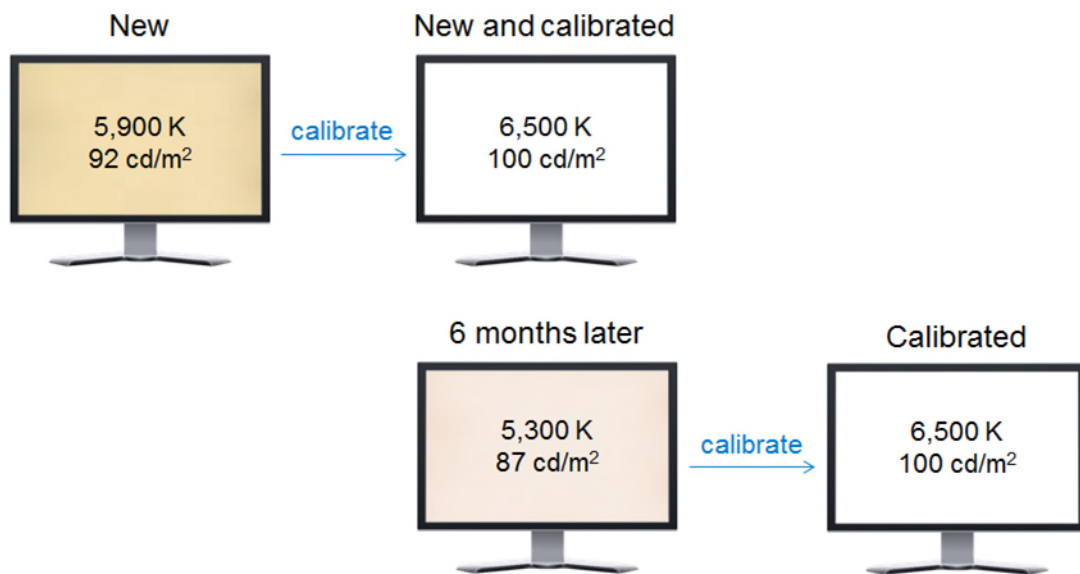 New
New and calibrated
5,900 K
92 cd/m²
calibrate
6,500 K
100 cd/m²
6 months later
Calibrated
5,300 K
87 cd/m²
calibrate
6,500 K
100 cd/m²